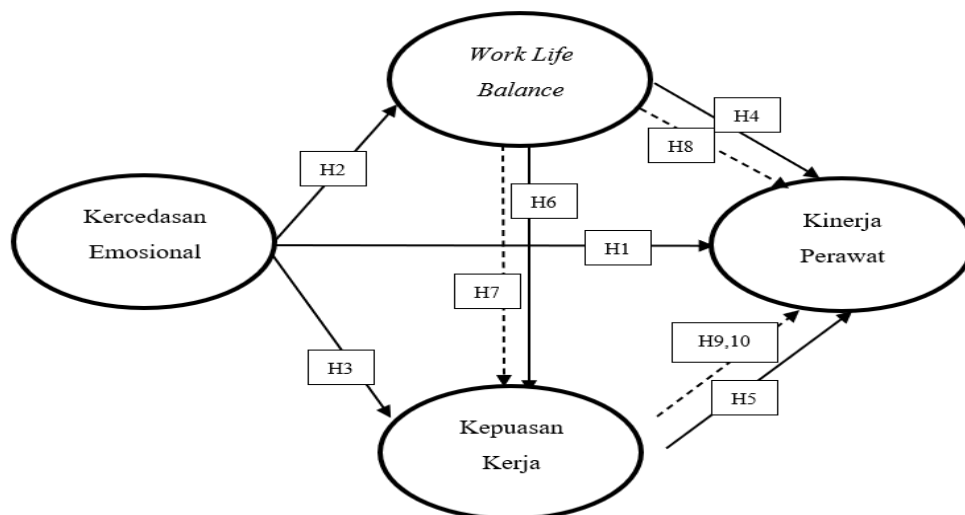 Work Life
Balance
H4
H8
H2
Kercedasan
Emosional
H6
Kinerja
Perawat
H1
H7
H9,10
H3
H5
Kepuasan
Kerja